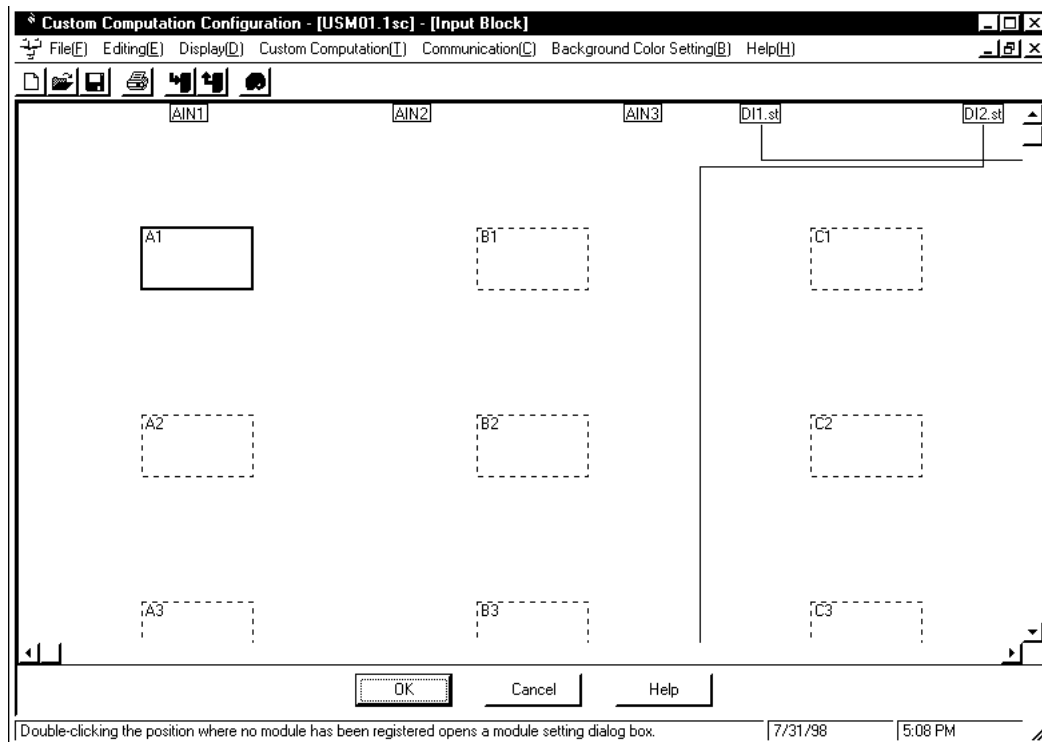 Custom Computation Configuration - [USM01.1sc] - [Input Block]
File(F) Editing(E) Display(D) Custom Computation(T) Communication(C) Background Color Setting(B) Help(H)
AIN1 AIN2 AIN3 DI1.st DI2.st
A1 B1 C1
A2 B2 C2
A3 B3 C3
OK Cancel Help
Double-clicking the position where no module has been registered opens a module setting dialog box. 7/31/98 5:08 PM